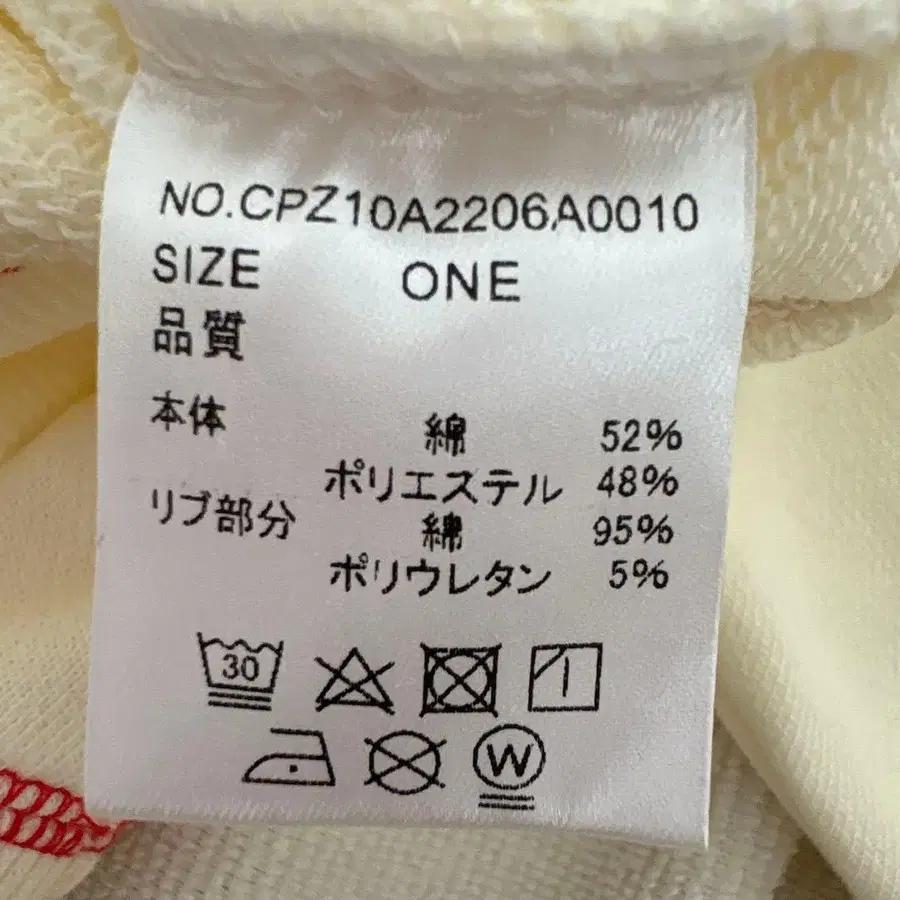 NO.CPZ10A2206A0010
SIZE ONE
品質
本体 綿 52%
ポリエステル 48%
リブ部分 綿 95%
ポリウレタン 5%
30
W